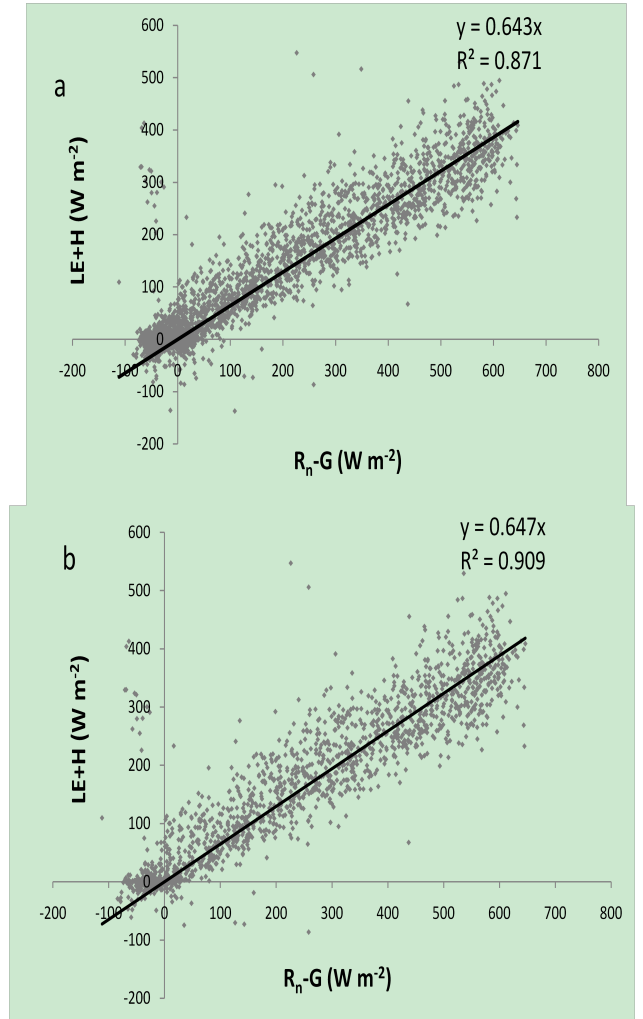 600
y = 0.643x
R² = 0.871
a
500
400
300
200
100
0
-200 -100 0 100 200 300 400 500 600 700 800
-100
-200
LE+H (W m⁻²)
Rₙ-G (W m⁻²)
600
y = 0.647x
R² = 0.909
b
500
400
300
200
100
0
-200 -100 0 100 200 300 400 500 600 700 800
-100
-200
LE+H (W m⁻²)
Rₙ-G (W m⁻²)